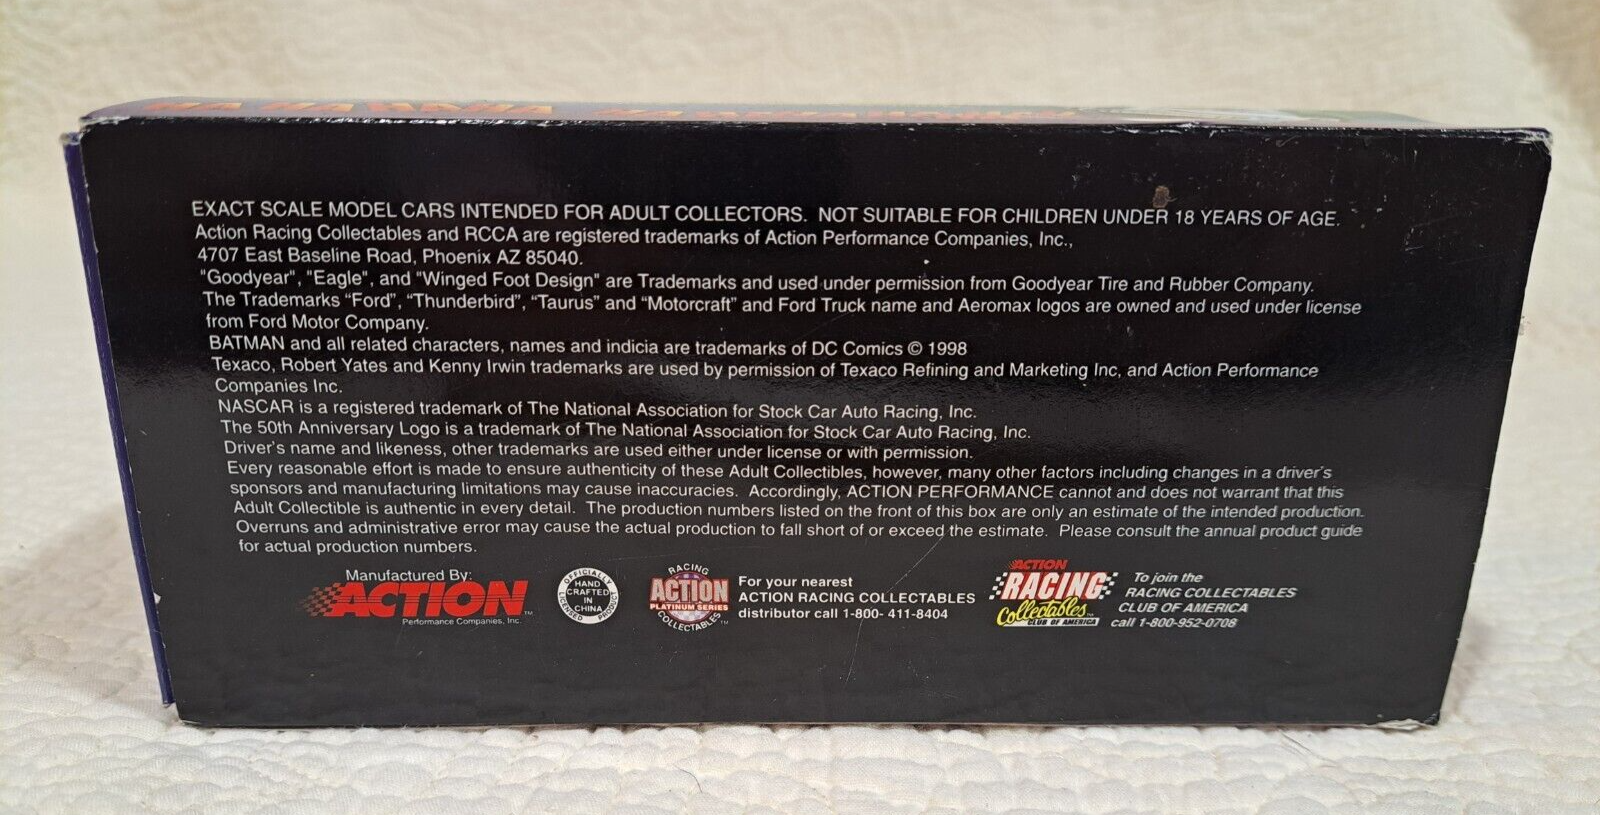 EXACT SCALE MODEL CARS INTENDED FOR ADULT COLLECTORS. NOT SUITABLE FOR CHILDREN UNDER 18 YEARS OF AGE.
Action Racing Collectables and RCCA are registered trademarks of Action Performance Companies, Inc.,
4707 East Baseline Road, Phoenix AZ 85040.
"Goodyear", "Eagle", and "Winged Foot Design" are Trademarks and used under permission from Goodyear Tire and Rubber Company.
The Trademarks “Ford”, “Thunderbird”, “Taurus” and “Motorcraft” and Ford Truck name and Aeromax logos are owned and used under license
from Ford Motor Company.
BATMAN and all related characters, names and indicia are trademarks of DC Comics © 1998
Texaco, Robert Yates and Kenny Irwin trademarks are used by permission of Texaco Refining and Marketing Inc, and Action Performance
Companies Inc.
NASCAR is a registered trademark of The National Association for Stock Car Auto Racing, Inc.
The 50th Anniversary Logo is a trademark of The National Association for Stock Car Auto Racing, Inc.
Driver's name and likeness, other trademarks are used either under license or with permission.
Every reasonable effort is made to ensure authenticity of these Adult Collectibles, however, many other factors including changes in a driver's
sponsors and manufacturing limitations may cause inaccuracies. Accordingly, ACTION PERFORMANCE cannot and does not warrant that this
Adult Collectible is authentic in every detail. The production numbers listed on the front of this box are only an estimate of the intended production.
Overruns and administrative error may cause the actual production to fall short of or exceed the estimate. Please consult the annual product guide
for actual production numbers.
Manufactured By:
ACTION™
Performance Companies, Inc.
OFFICIALLY LICENSED PRODUCT
HAND
CRAFTED
IN
CHINA
RACING
ACTION
PLATINUM SERIES
COLLECTABLES™
For your nearest
ACTION RACING COLLECTABLES
distributor call 1-800- 411-8404
ACTION
RACING
Collectables™
CLUB OF AMERICA
To join the
RACING COLLECTABLES
CLUB OF AMERICA
call 1-800-952-0708